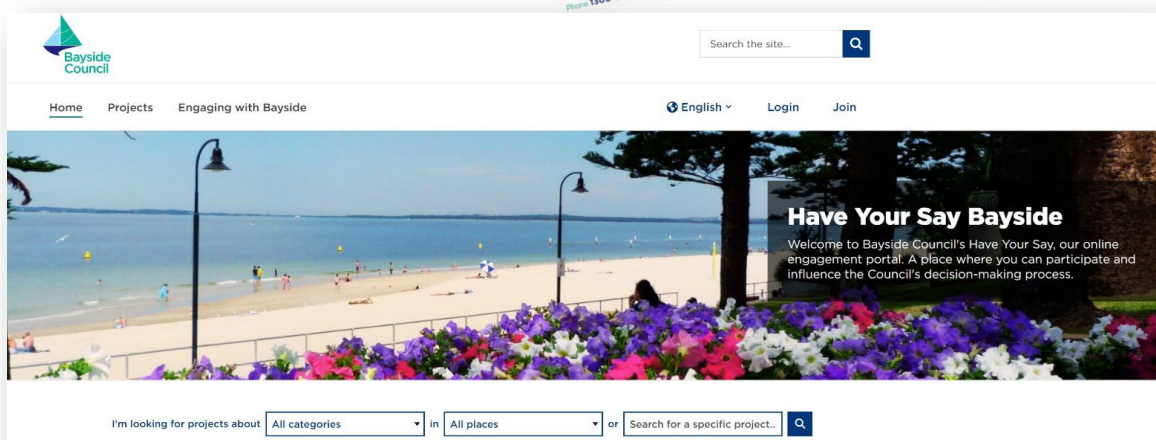 Phone 1300
Bayside
Council
Search the site...
Home Projects Engaging with Bayside
English Login Join
Have Your Say Bayside
Welcome to Bayside Council's Have Your Say, our online
engagement portal. A place where you can participate and
influence the Council's decision-making process.
I'm looking for projects about All categories in All places or Search for a specific project..